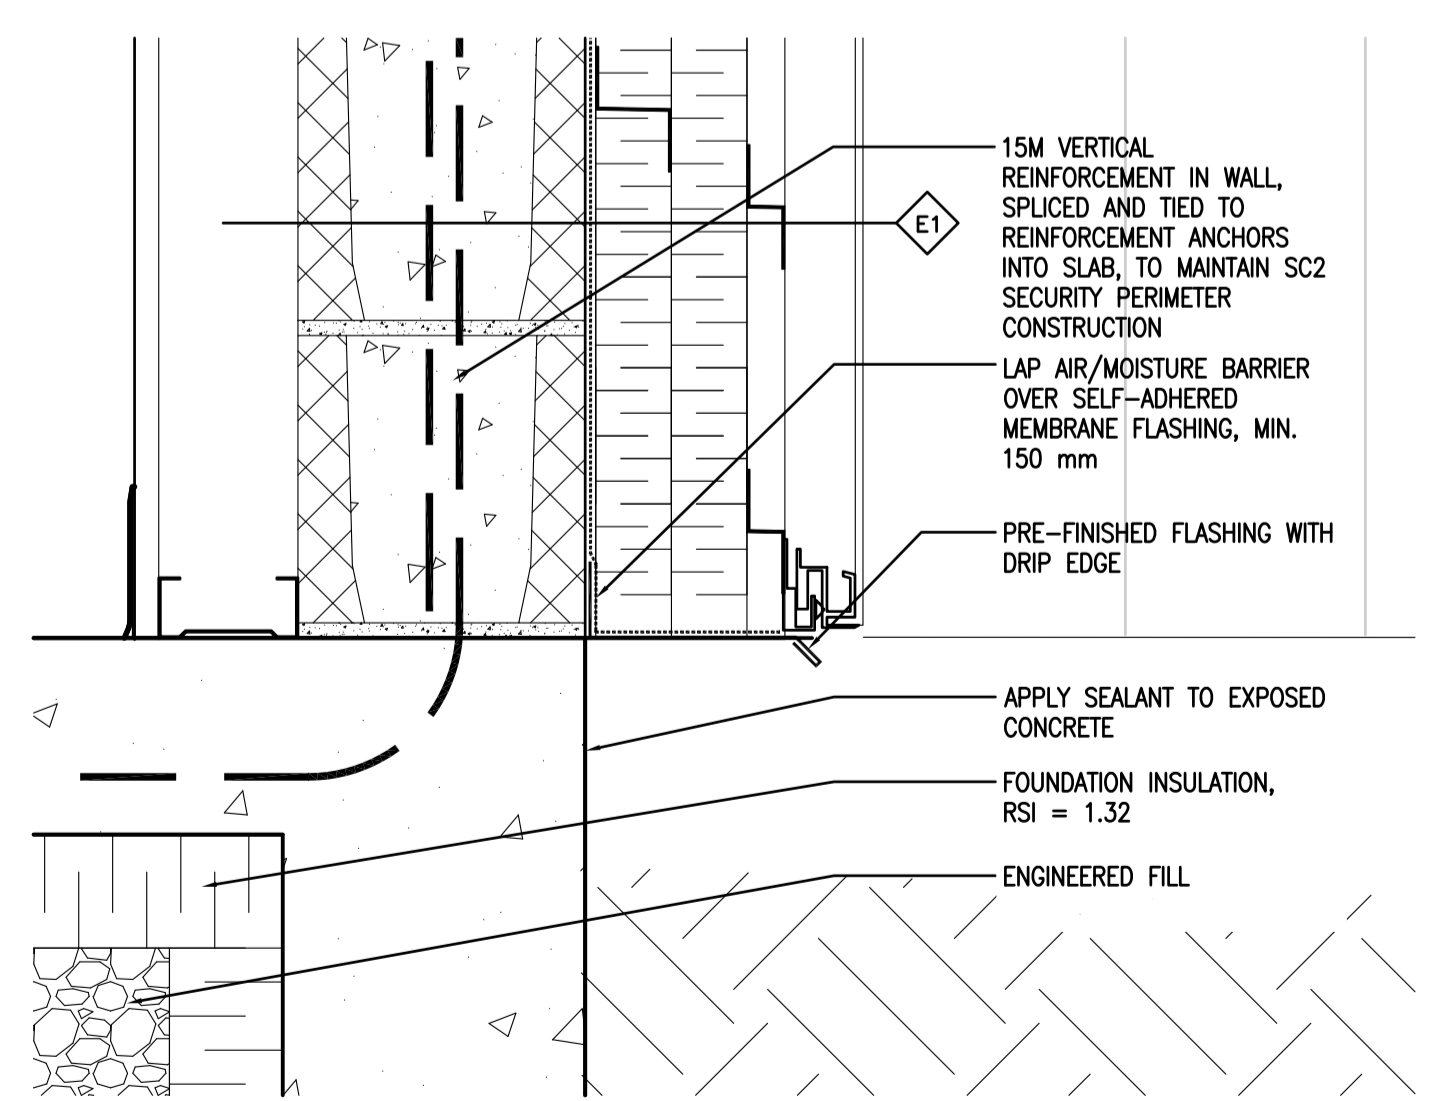 15M VERTICAL
REINFORCEMENT IN WALL,
SPLICED AND TIED TO
E1
REINFORCEMENT ANCHORS
INTO SLAB, TO MAINTAIN SC2
SECURITY PERIMETER
CONSTRUCTION
LAP AIR/MOISTURE BARRIER
OVER SELF-ADHERED
MEMBRANE FLASHING, MIN.
150 mm
PRE-FINISHED FLASHING WITH
DRIP EDGE
APPLY SEALANT TO EXPOSED
CONCRETE
FOUNDATION INSULATION,
RSI = 1.32
ENGINEERED FILL